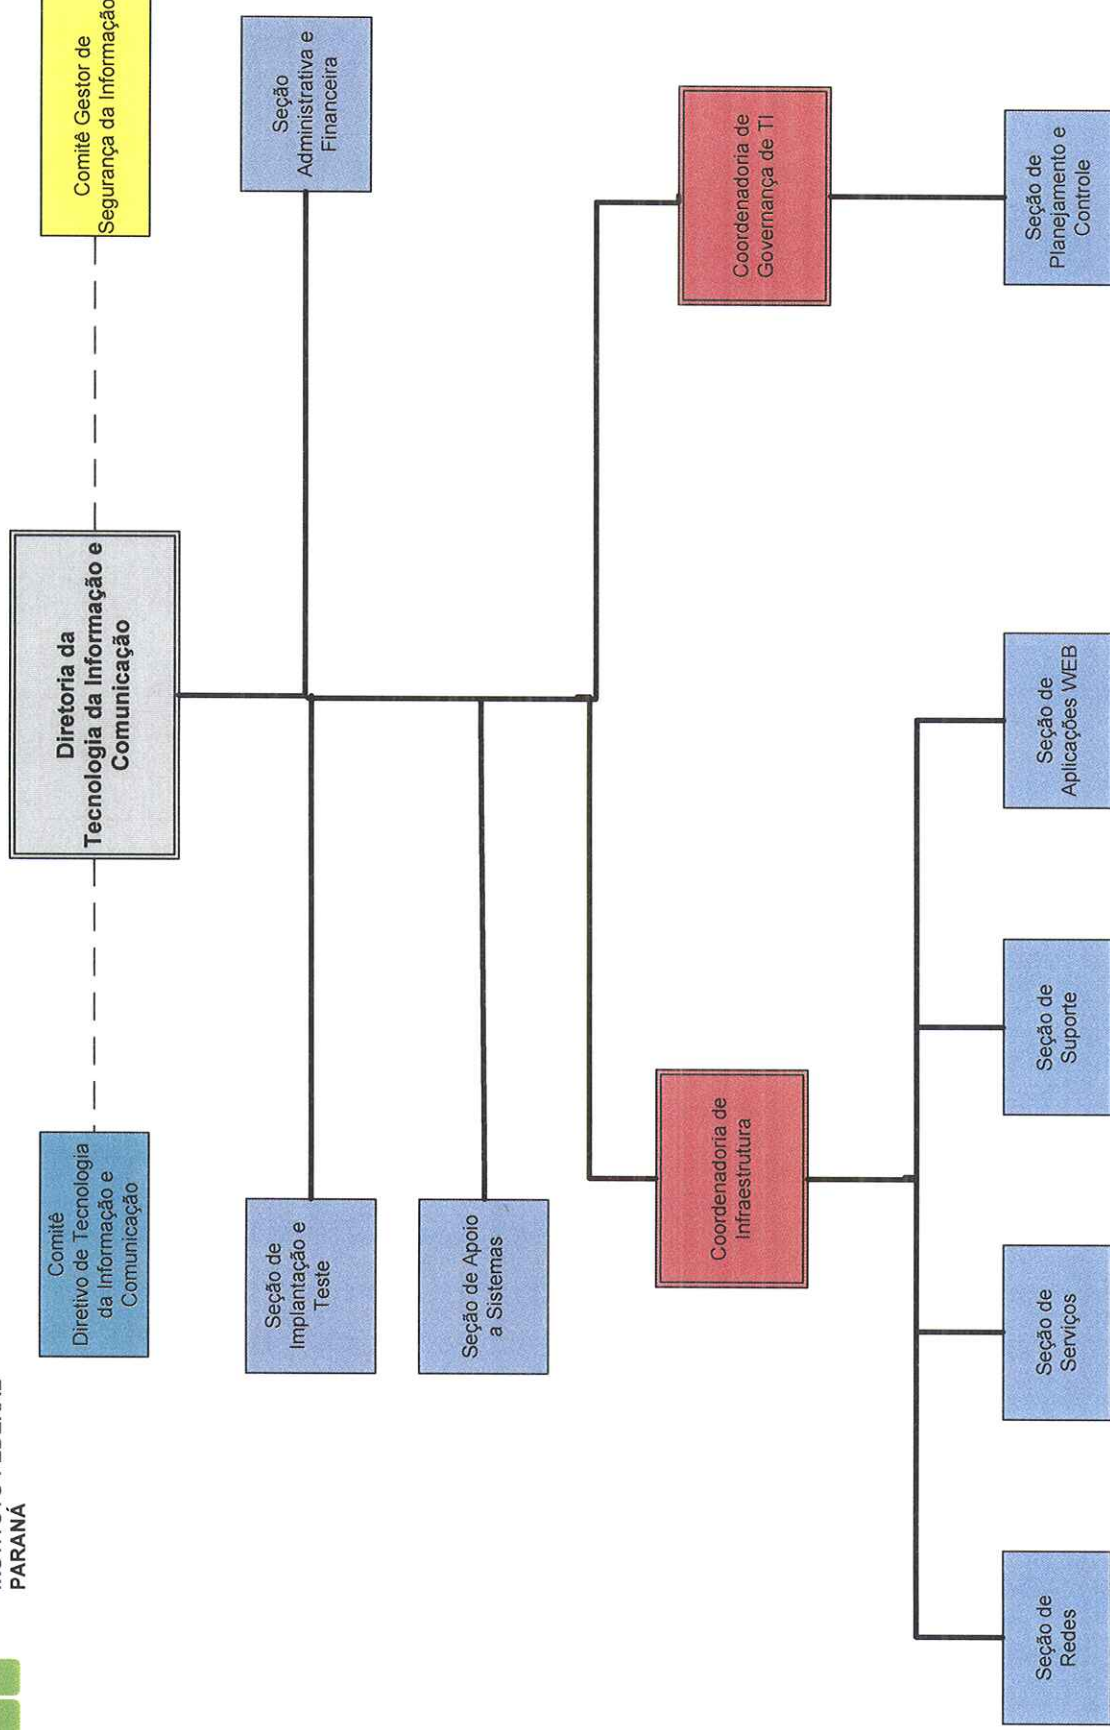 PARANÁ
Comitê
Diretivo de Tecnologia
da Informação e
Comunicação
Diretoria da
Tecnologia da Informação e
Comunicação
Comitê Gestor de
Segurança da Informação
Seção de
Implantação e
Teste
Seção
Administrativa e
Financeira
Seção de Apoio
a Sistemas
Coordenadoria de
Infraestrutura
Coordenadoria de
Governança de TI
Seção de
Redes
Seção de
Serviços
Seção de
Suporte
Seção de
Aplicações WEB
Seção de
Planejamento e
Controle